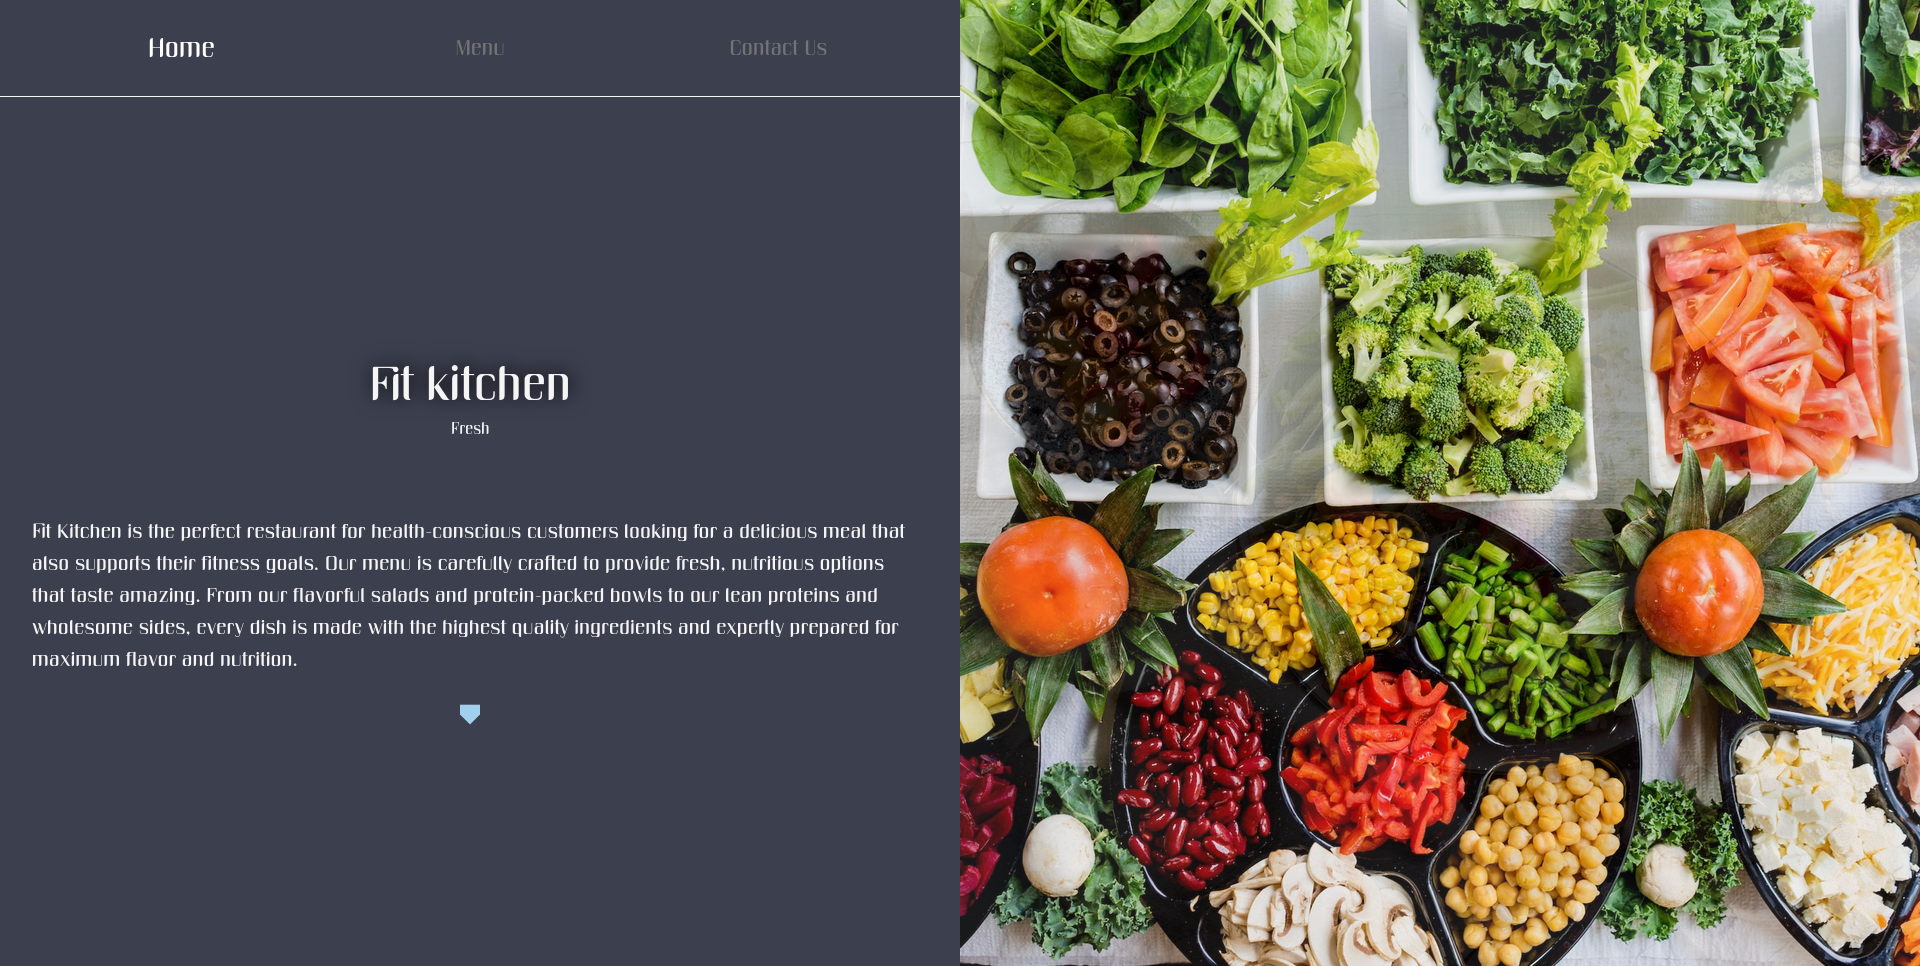 Home
Menu
Contact Us
Fit kitchen
Fresh
Fit Kitchen is the perfect restaurant for health-conscious customers looking for a delicious meal that
also supports their fitness goals. Our menu is carefully crafted to provide fresh, nutritious options
that taste amazing. From our flavorful salads and protein-packed bowls to our lean proteins and
wholesome sides, every dish is made with the highest quality ingredients and expertly prepared for
maximum flavor and nutrition.